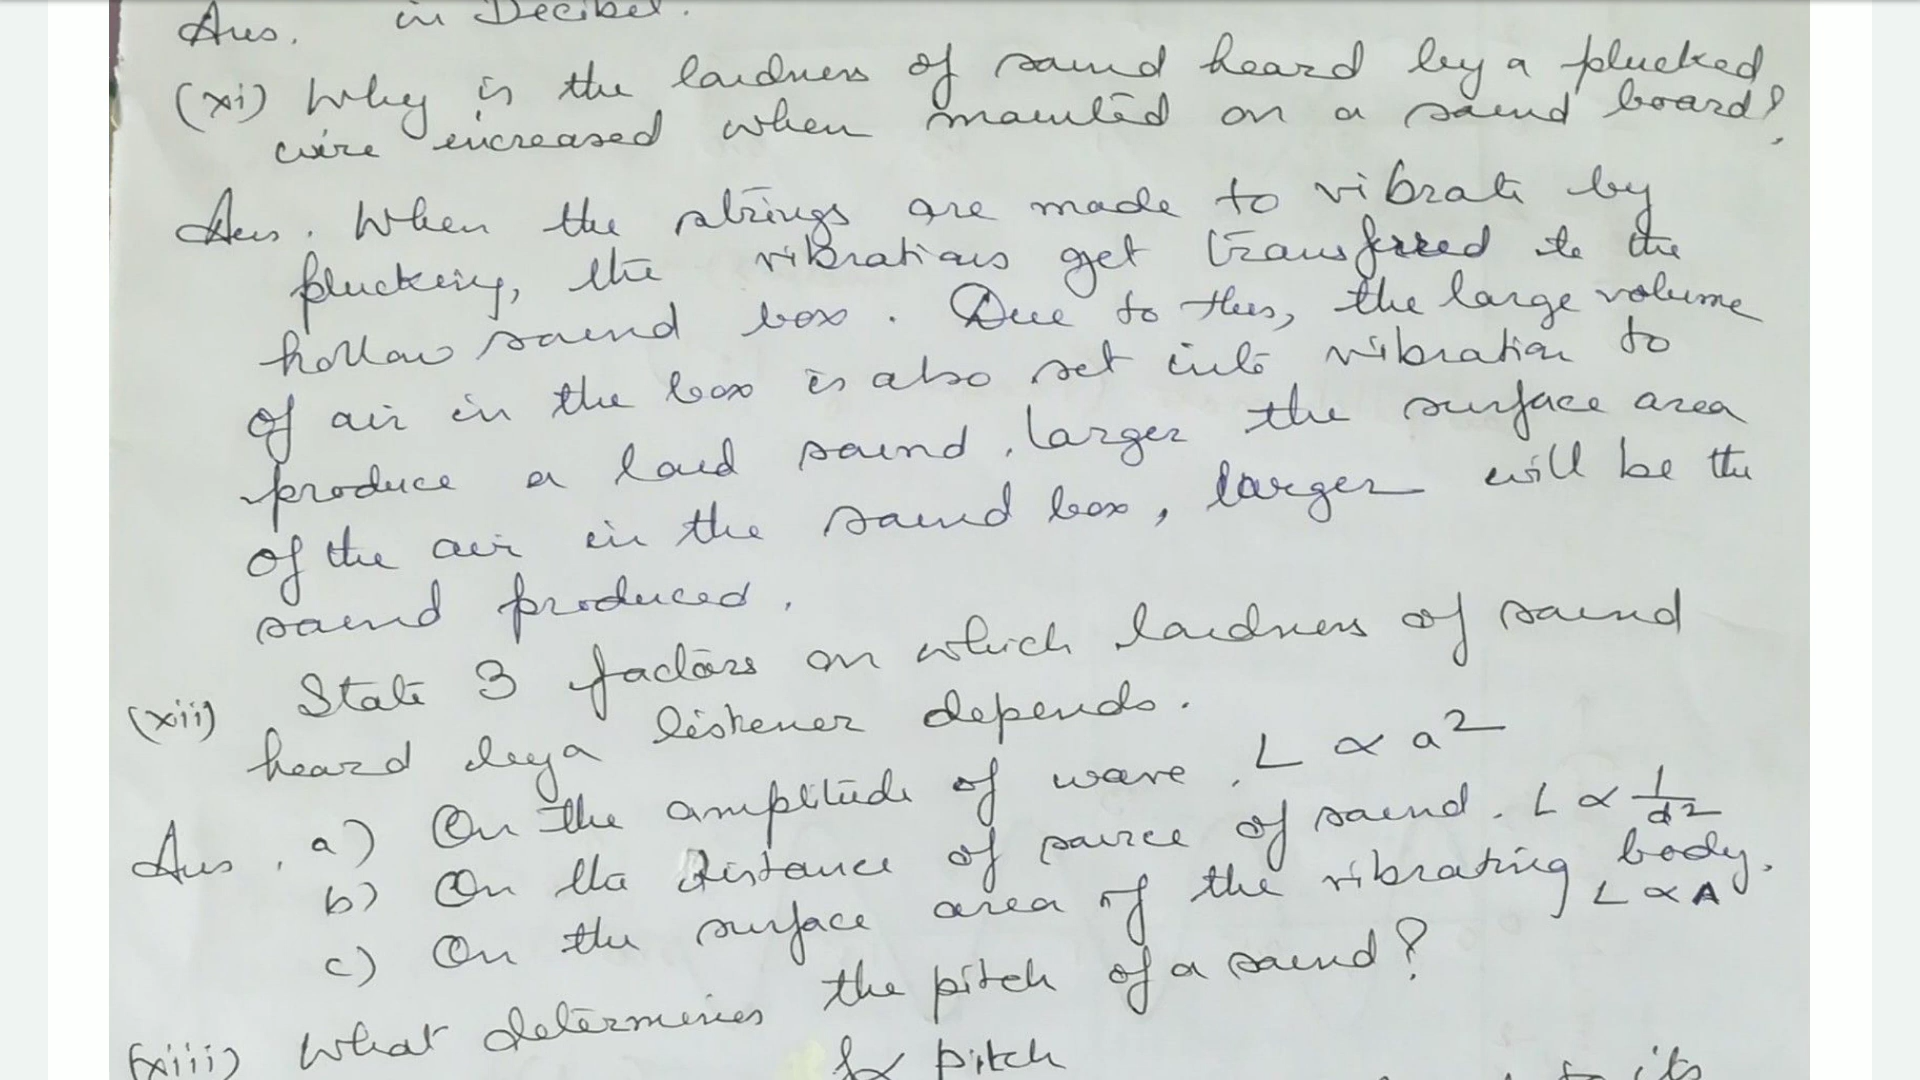 Ans. in Decibel.
(xi) Why is the loudness of sound heard by a plucked
wire increased when mounted on a sound board?
Ans. When the strings are made to vibrate by
plucking, the vibrations get transfrred to the
hollow sound box. Due to this, the large volume
of air in the box is also set into vibration to
produce a loud sound. Larger the surface area
of the air in the sound box, larger will be the
sound produced.
(xii) State 3 factors on which loudness of sound
heard by a listener depends.
Ans. a) On the amplitude of wave. L ∝ a²
b) On the distance of source of sound. L ∝ 1/d²
c) On the surface area of the vibrating body.
L ∝ A
(xiii) What determines the pitch of a sound?
f ∝ pitch
to its